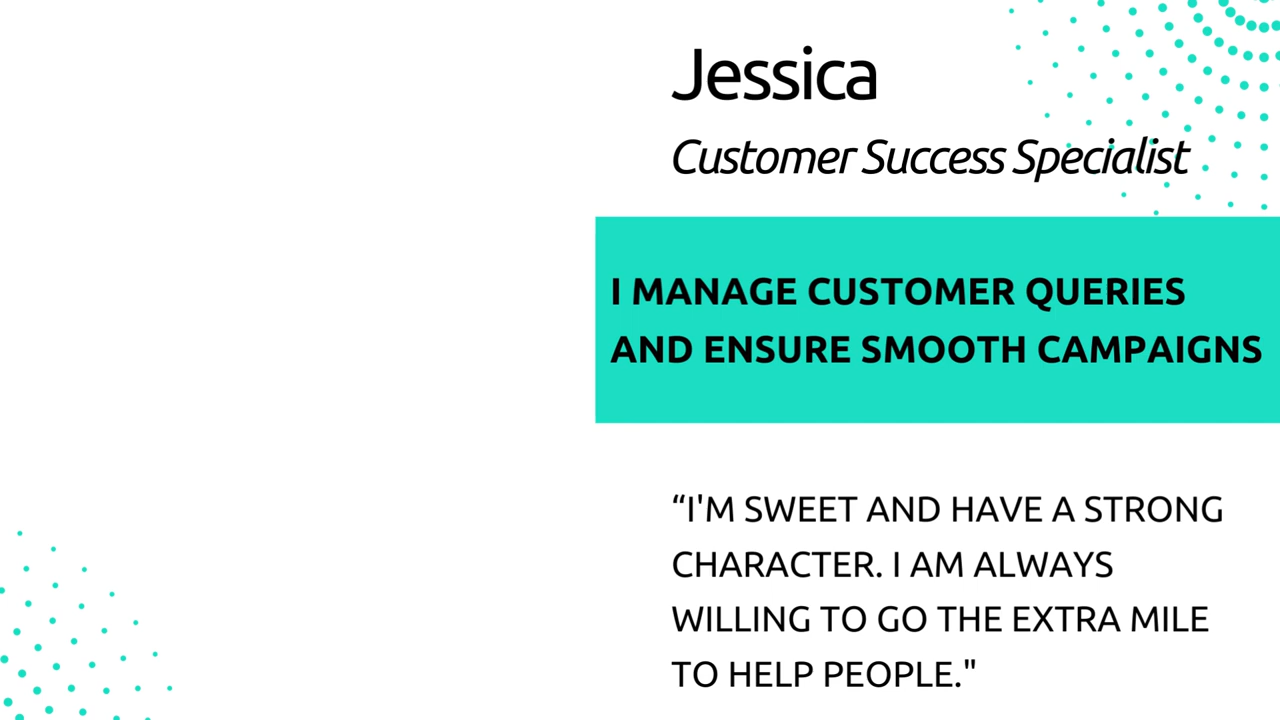 Jessica
Customer Success Specialist
I MANAGE CUSTOMER QUERIES
AND ENSURE SMOOTH CAMPAIGNS
“I'M SWEET AND HAVE A STRONG
CHARACTER. I AM ALWAYS
WILLING TO GO THE EXTRA MILE
TO HELP PEOPLE."